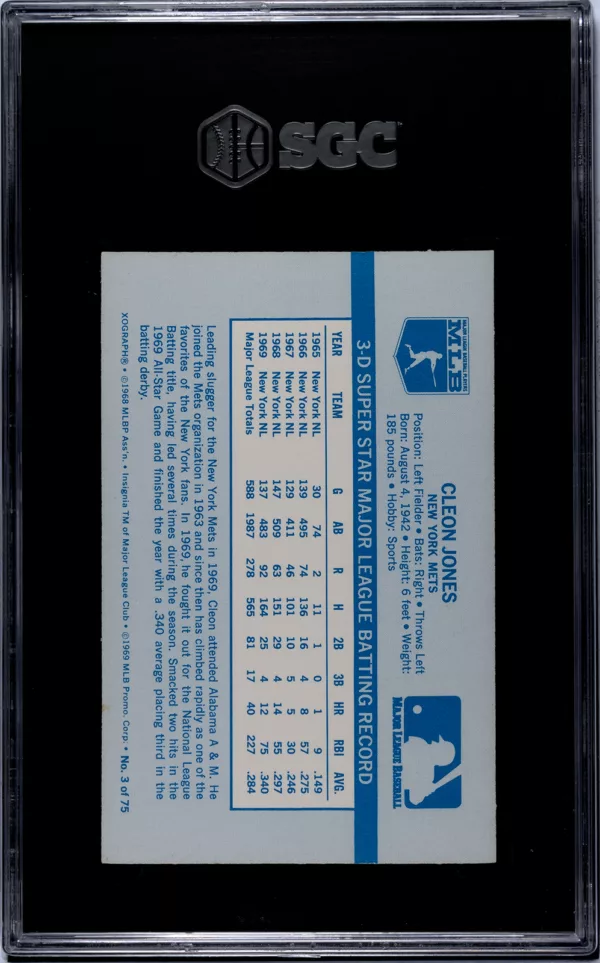 SGC
MAJOR LEAGUE BASEBALL PLAYERS
MLB
CLEON JONES
NEW YORK METS
Position: Left Fielder • Bats: Right • Throws Left
Born: August 4, 1942 • Height: 6 feet • Weight:
185 pounds • Hobby: Sports
MAJOR LEAGUE BASEBALL
3-D SUPER STAR MAJOR LEAGUE BATTING RECORD
YEAR TEAM G AB R H 2B 3B HR RBI AVG.
1965 New York NL 30 74 2 11 1 0 1 9 .149
1966 New York NL 139 495 74 136 16 4 8 57 .275
1967 New York NL 129 411 46 101 10 5 5 30 .246
1968 New York NL 147 509 63 151 29 4 14 55 .297
1969 New York NL 137 483 92 164 25 4 12 75 .340
Major League Totals 588 1987 278 565 81 17 40 227 .284
Leading slugger for the New York Mets in 1969, Cleon attended Alabama A & M. He
joined the Mets organization in 1963 and since then has climbed rapidly as one of the
favorites of the New York fans. In 1969, he fought it out for the National League
Batting title, having led several times during the season. Smacked two hits in the
1969 All-Star Game and finished the year with a .340 average placing third in the
batting derby.
XOGRAPH® • ©1968 MLBP Ass'n. • Insignia TM of Major League Club. • ©1969 MLB Promo. Corp. • No. 3 of 75